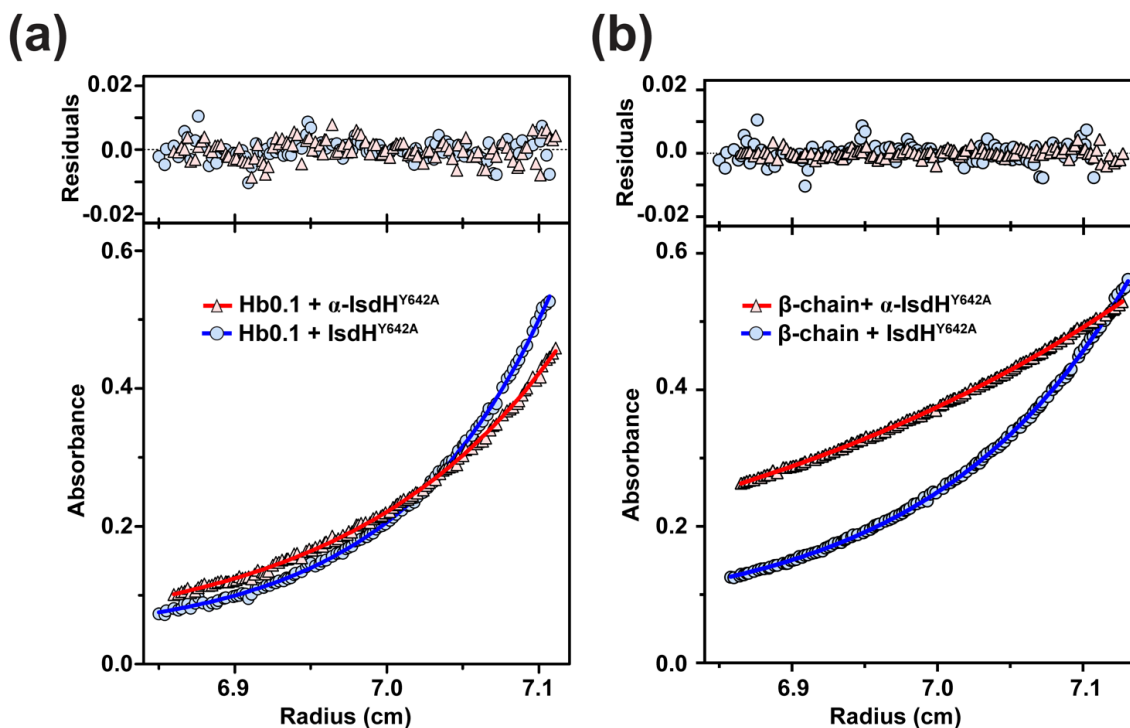 (a)
Residuals
0.02
0.0
-0.02
Absorbance
0.6
0.4
0.2
0.0
Hb0.1 + α-IsdHY642A
Hb0.1 + IsdHY642A
6.9 7.0 7.1
Radius (cm)
(b)
Residuals
0.02
0.0
-0.02
Absorbance
0.6
0.4
0.2
0.0
β-chain+ α-IsdHY642A
β-chain + IsdHY642A
6.9 7.0 7.1
Radius (cm)